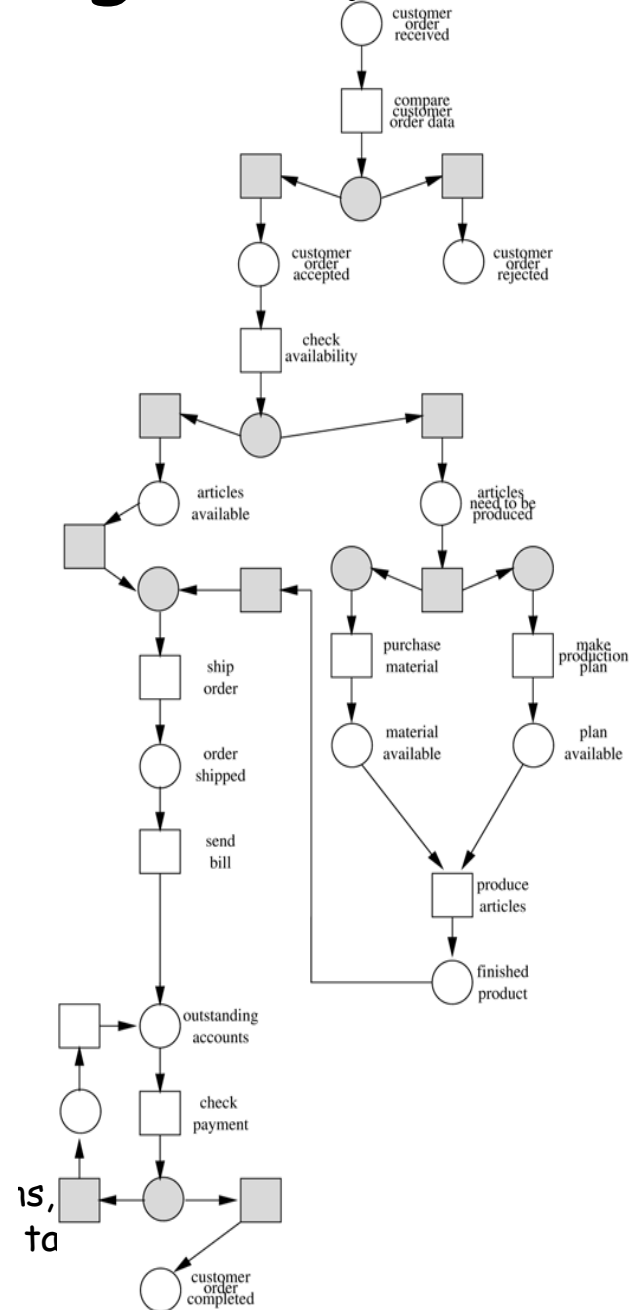 customer
order
received
compare
customer
order data
customer
order
accepted
customer
order
rejected
check
availability
articles
available
articles
need to be
produced
purchase
material
make
production
plan
ship
order
material
available
plan
available
order
shipped
send
bill
produce
articles
finished
product
outstanding
accounts
check
payment
ns,
ta
customer
order
completed